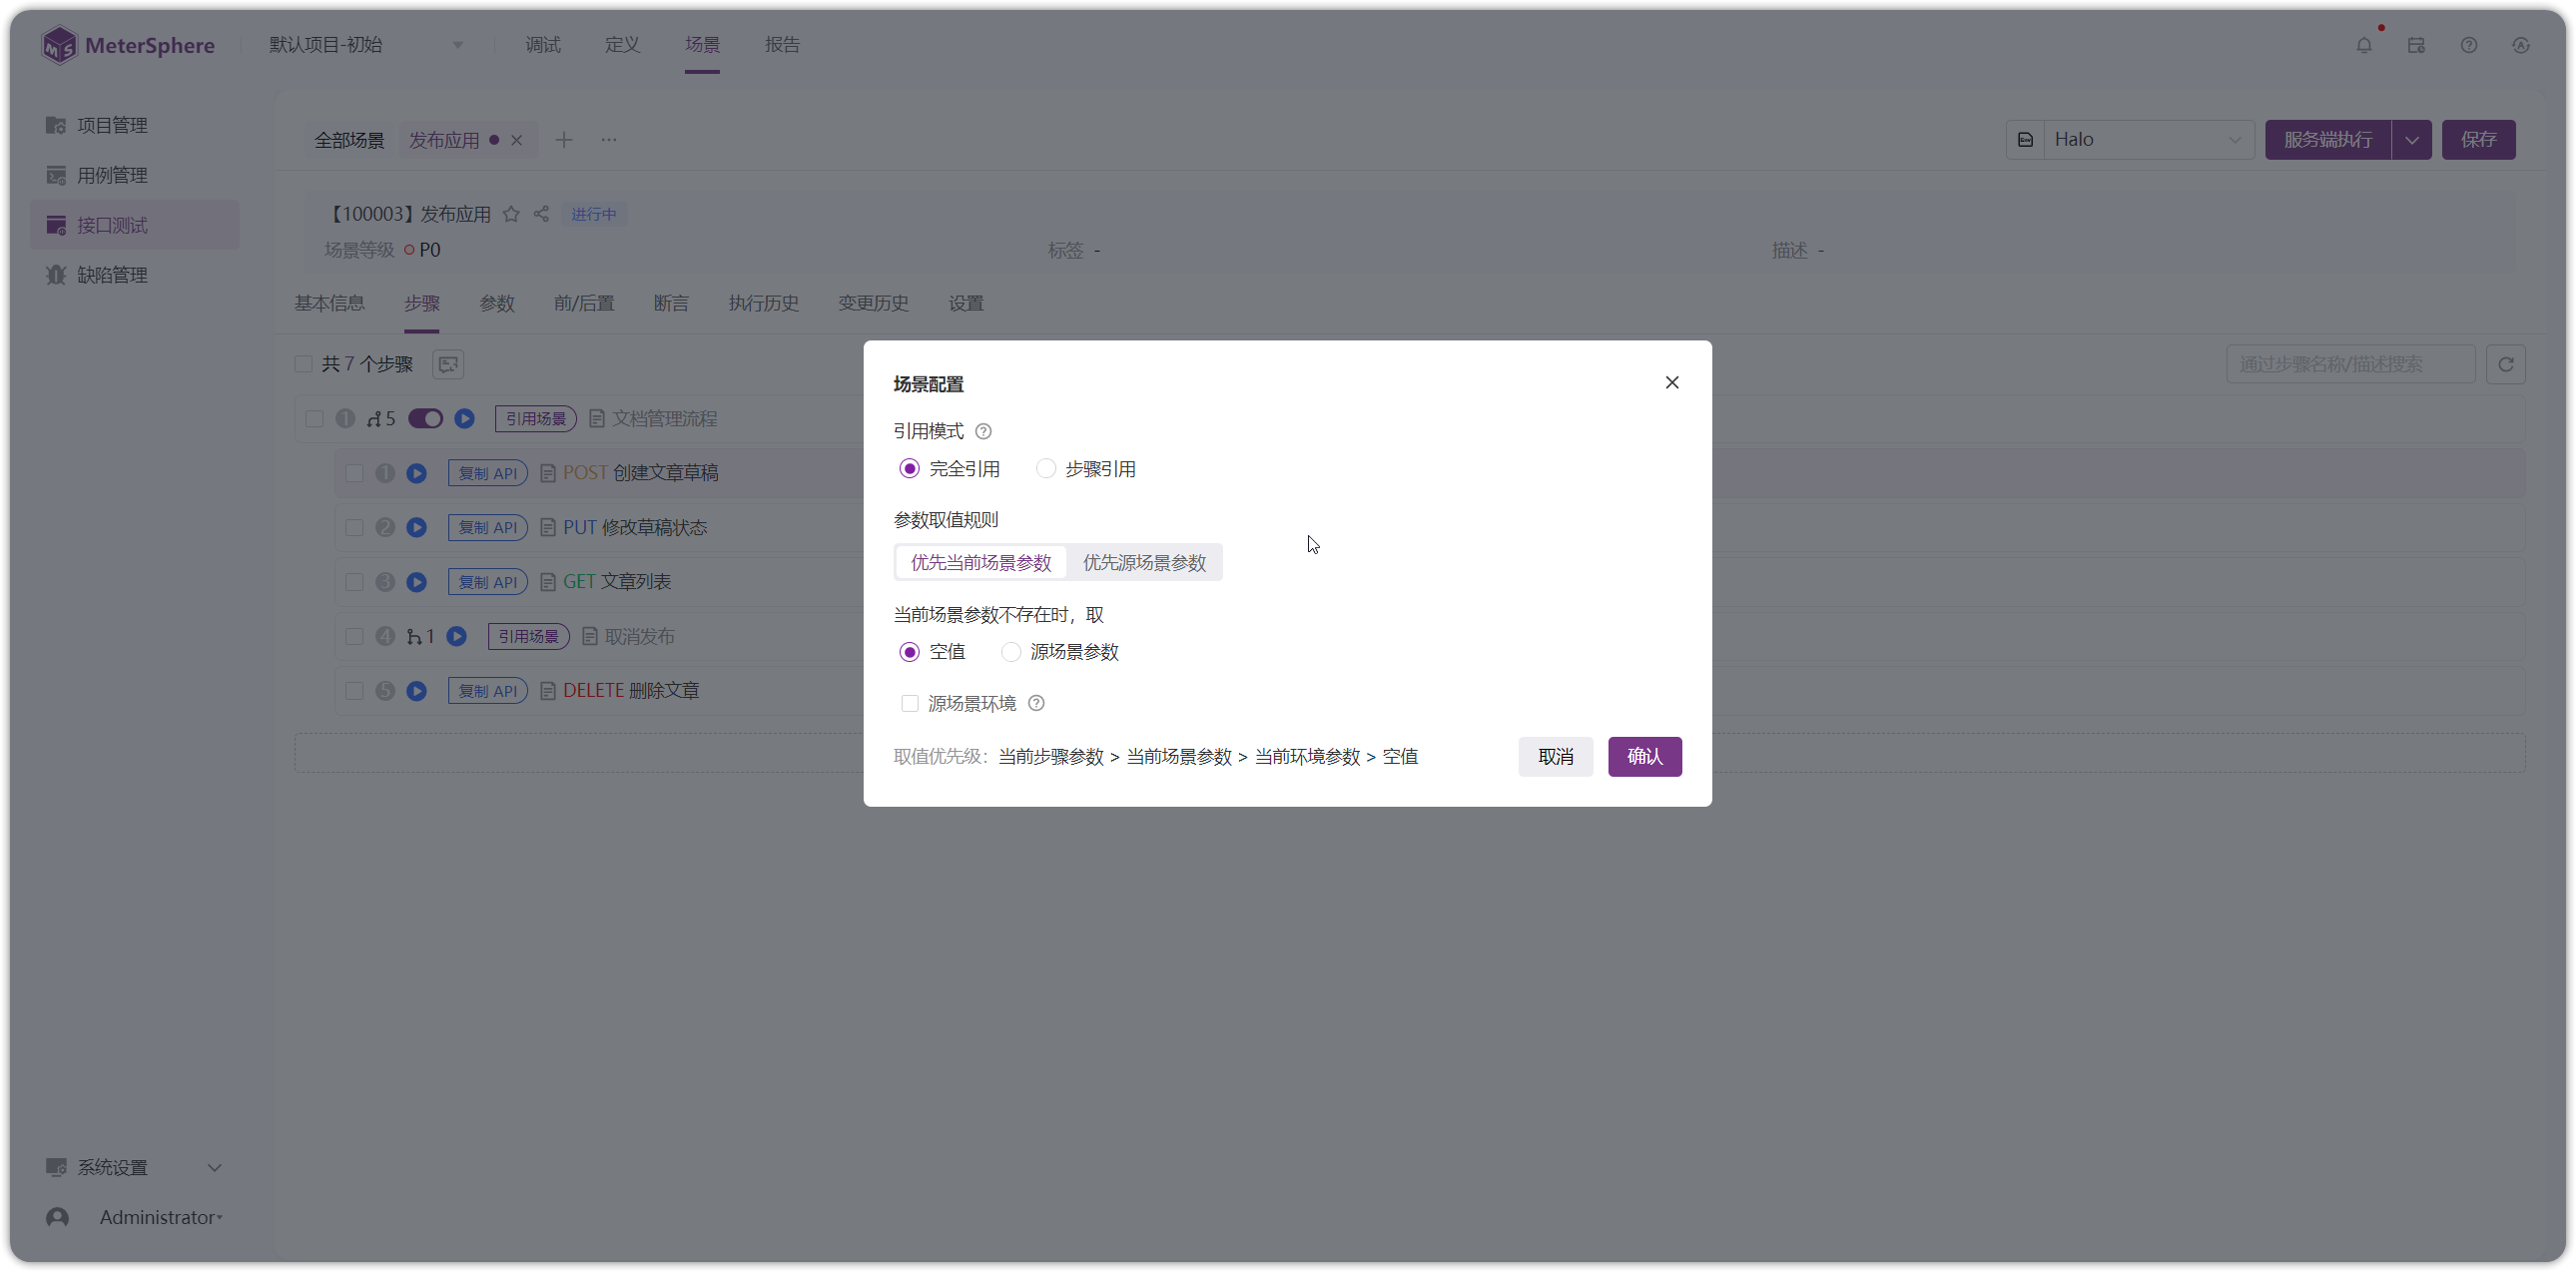 MeterSphere 默认项目-初始 调试 定义 场景 报告
项目管理
用例管理
接口测试
缺陷管理
系统设置
Administrator
全部场景 发布应用 Halo 服务端执行 保存
【100003】发布应用 进行中
场景等级 P0 标签 - 描述 -
基本信息 步骤 参数 前/后置 断言 执行历史 变更历史 设置
共 7 个步骤 通过步骤名称/描述搜索
1 5 引用场景 文档管理流程
1 复制 API POST 创建文章草稿
2 复制 API PUT 修改草稿状态
3 复制 API GET 文章列表
4 1 引用场景 取消发布
5 复制 API DELETE 删除文章
场景配置
引用模式
完全引用 步骤引用
参数取值规则
优先当前场景参数 优先源场景参数
当前场景参数不存在时，取
空值 源场景参数
源场景环境
取值优先级： 当前步骤参数 > 当前场景参数 > 当前环境参数 > 空值 取消 确认